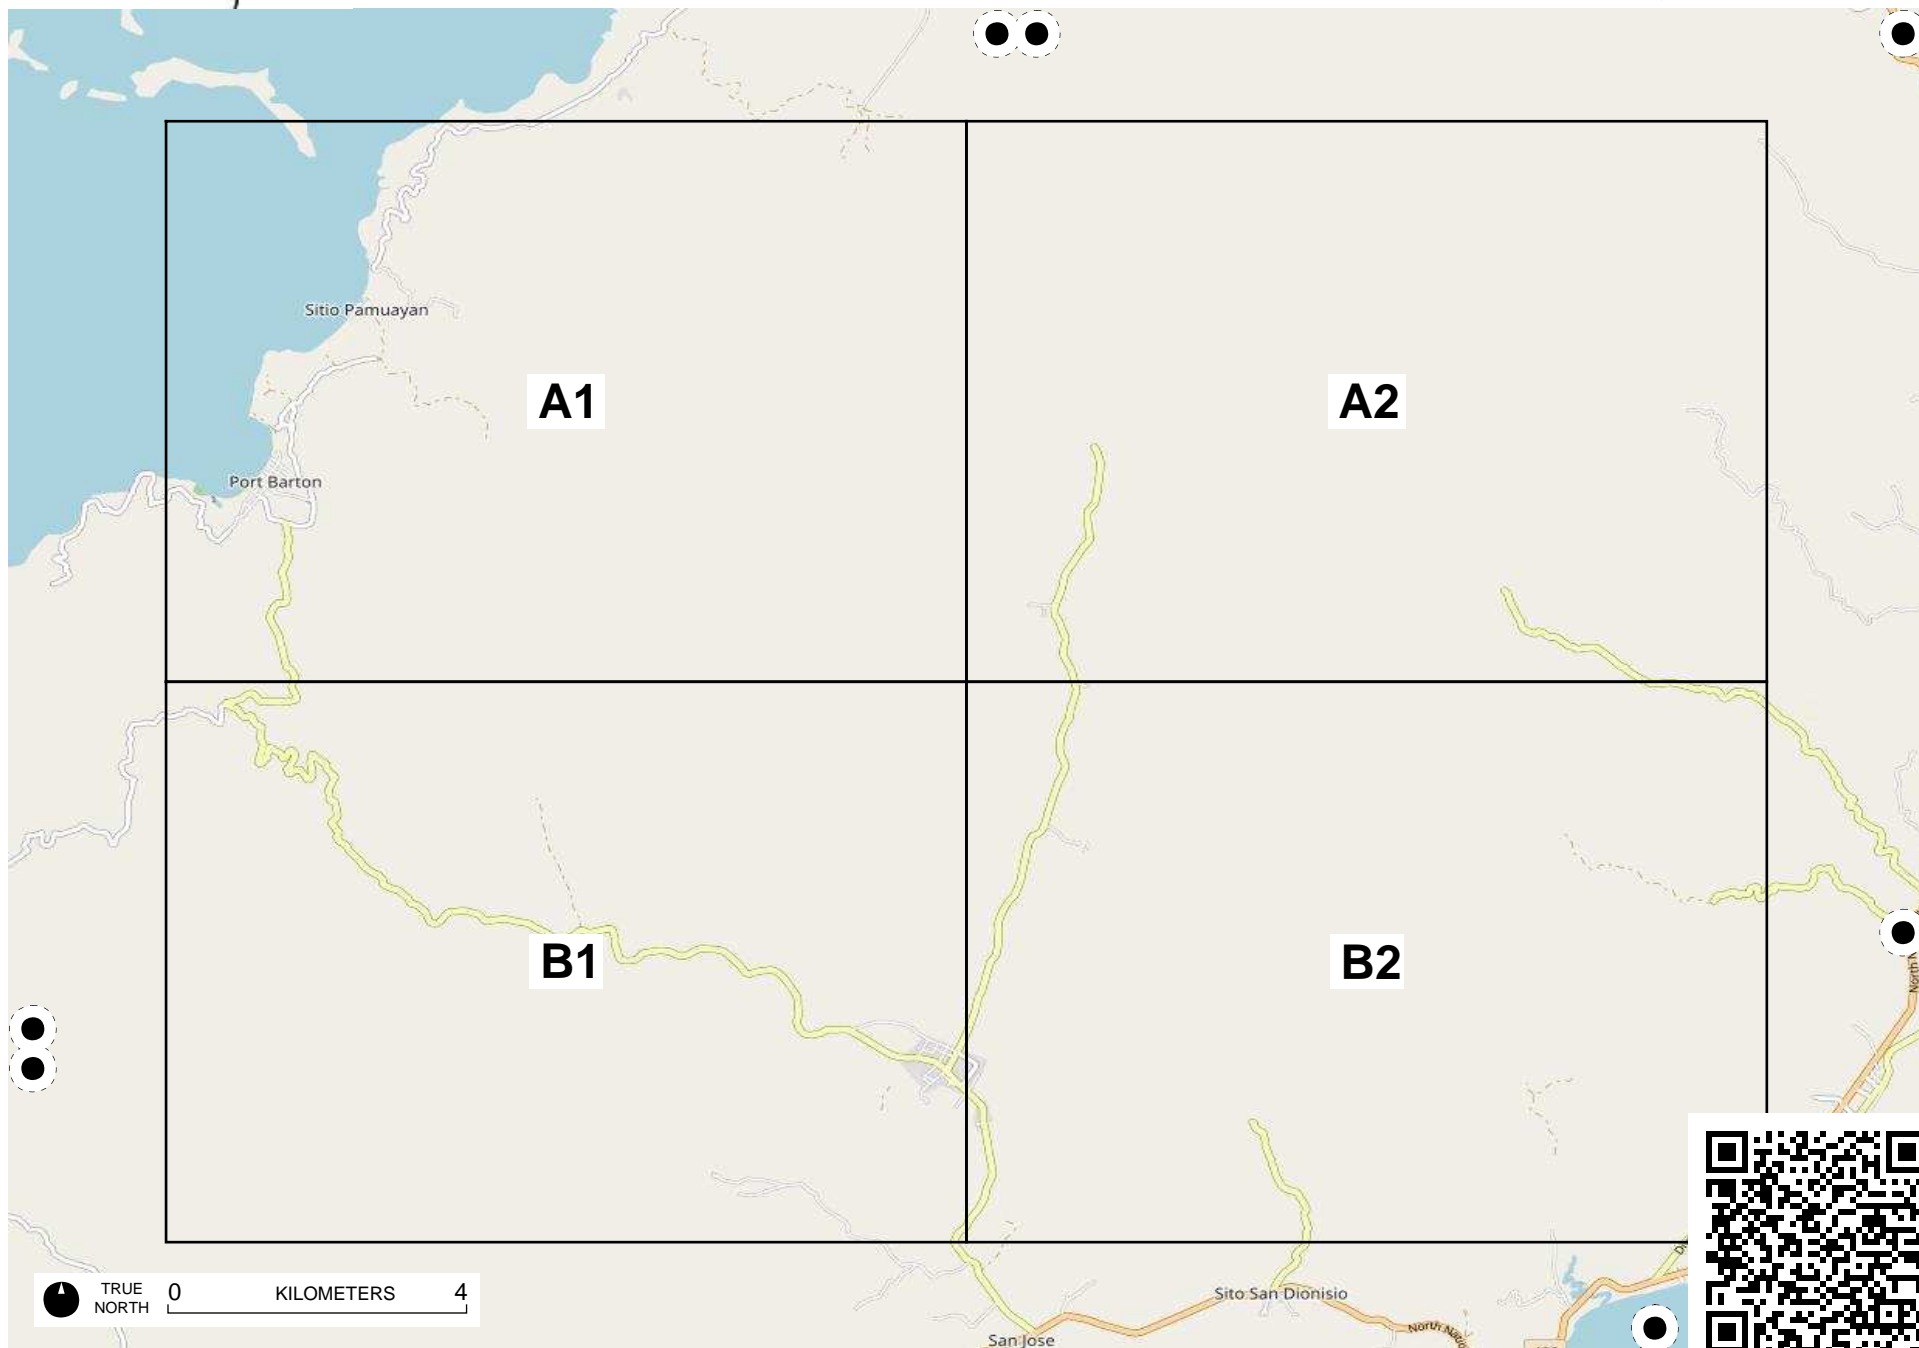 Sitio Pamuayan
A1
A2
Port Barton
B1
B2
TRUE
NORTH
0
KILOMETERS
4
Sito San Dionisio
San Jose